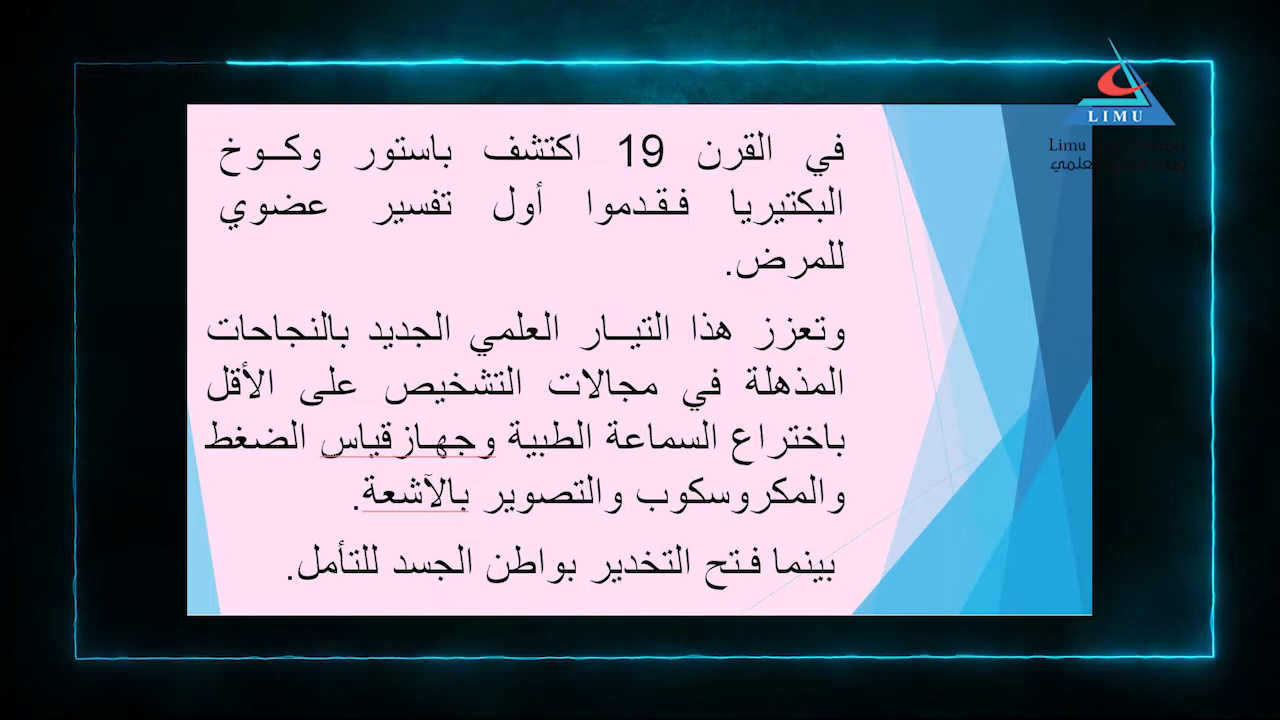 LIMU
Limu
في القرن 19 اكتشف باستور وكوخ
البكتيريا فقدموا أول تفسير عضوي
للمرض.
وتعزز هذا التيار العلمي الجديد بالنجاحات
المذهلة في مجالات التشخيص على الأقل
باختراع السماعة الطبية وجهازقياس الضغط
والمكروسكوب والتصوير بالآشعة.
بينما فتح التخدير بواطن الجسد للتأمل.